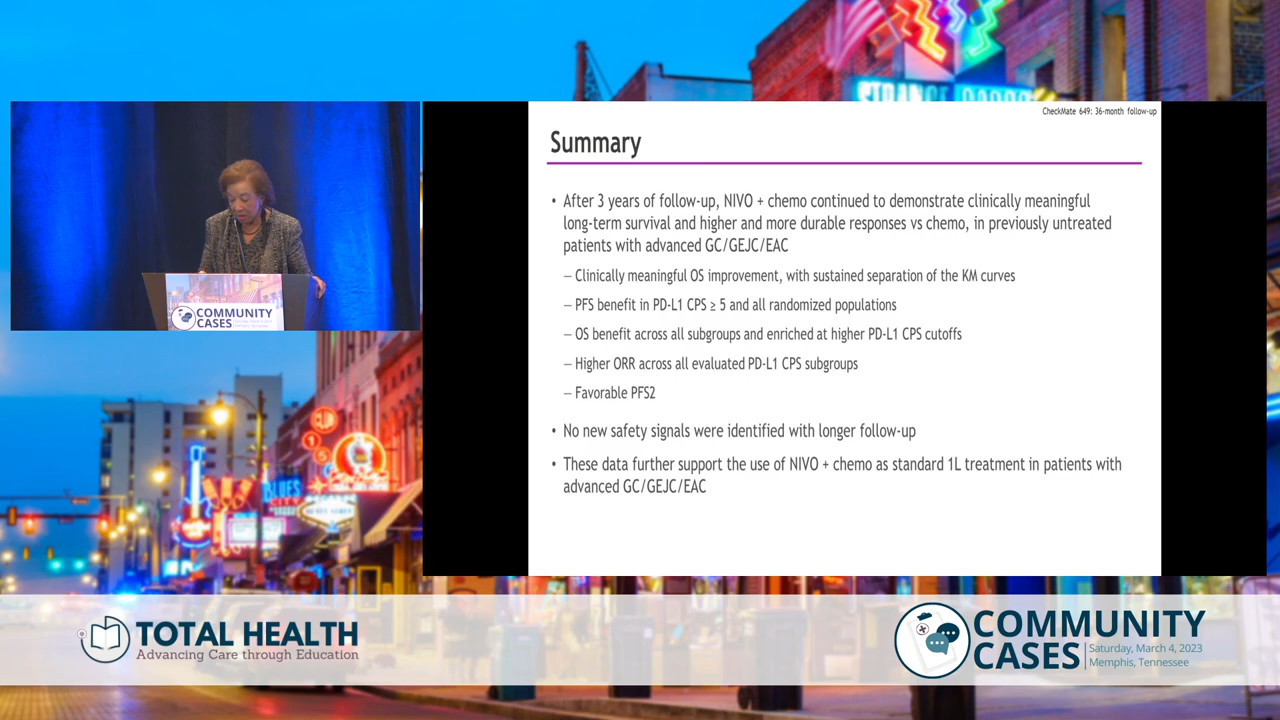 CheckMate 649: 36-month follow-up
Summary
• After 3 years of follow-up, NIVO + chemo continued to demonstrate clinically meaningful
long-term survival and higher and more durable responses vs chemo, in previously untreated
patients with advanced GC/GEJC/EAC
– Clinically meaningful OS improvement, with sustained separation of the KM curves
– PFS benefit in PD-L1 CPS ≥ 5 and all randomized populations
– OS benefit across all subgroups and enriched at higher PD-L1 CPS cutoffs
– Higher ORR across all evaluated PD-L1 CPS subgroups
– Favorable PFS2
• No new safety signals were identified with longer follow-up
• These data further support the use of NIVO + chemo as standard 1L treatment in patients with
advanced GC/GEJC/EAC
COMMUNITY
CASES
BLUES
CITY
TOTAL HEALTH
Advancing Care through Education
COMMUNITY
CASES
Saturday, March 4, 2023
Memphis, Tennessee